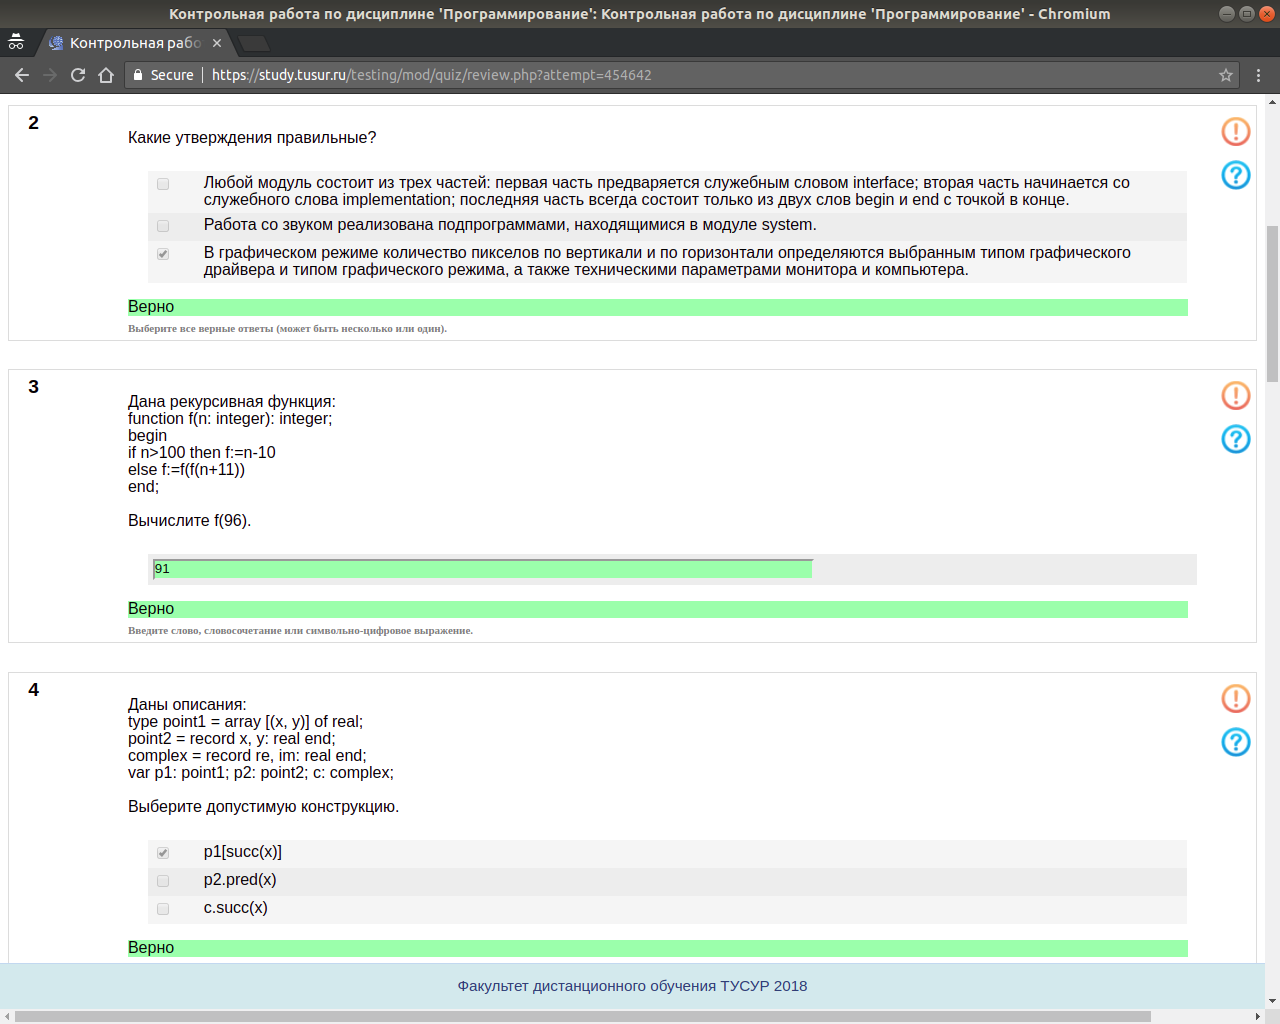 Контрольная работа по дисциплине 'Программирование': Контрольная работа по дисциплине 'Программирование' - Chromium
Контрольная рабо
Secure | https://study.tusur.ru/testing/mod/quiz/review.php?attempt=454642
2
Какие утверждения правильные?
Любой модуль состоит из трех частей: первая часть предваряется служебным словом interface; вторая часть начинается со
служебного слова implementation; последняя часть всегда состоит только из двух слов begin и end с точкой в конце.
Работа со звуком реализована подпрограммами, находящимися в модуле system.
В графическом режиме количество пикселов по вертикали и по горизонтали определяются выбранным типом графического
драйвера и типом графического режима, а также техническими параметрами монитора и компьютера.
Верно
Выберите все верные ответы (может быть несколько или один).
3
Дана рекурсивная функция:
function f(n: integer): integer;
begin
if n>100 then f:=n-10
else f:=f(f(n+11))
end;
Вычислите f(96).
91
Верно
Введите слово, словосочетание или символьно-цифровое выражение.
4
Даны описания:
type point1 = array [(x, y)] of real;
point2 = record x, y: real end;
complex = record re, im: real end;
var p1: point1; p2: point2; c: complex;
Выберите допустимую конструкцию.
p1[succ(x)]
p2.pred(x)
c.succ(x)
Верно
Факультет дистанционного обучения ТУСУР 2018